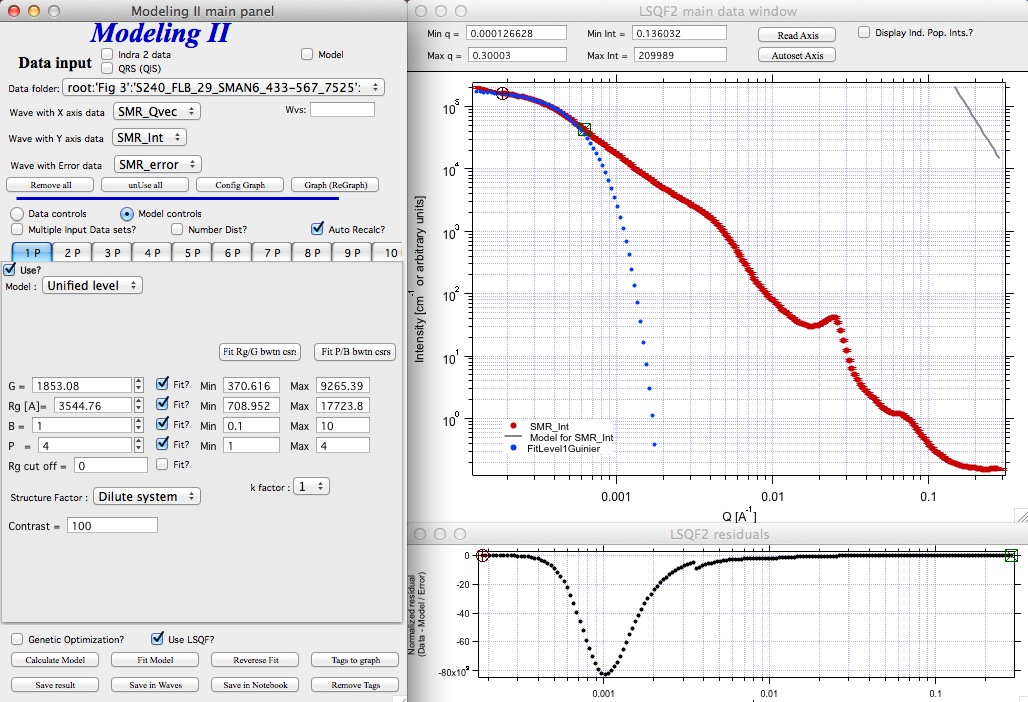 Modeling II main panel
Modeling II
Data input
Indra 2 data
QRS (QIS)
Model
Data folder: root:'Fig 3':'S240_FLB_29_SMAN6_433-567_7525':
Wave with X axis data SMR_Qvec
Wvs:
Wave with Y axis data SMR_Int
Wave with Error data SMR_error
Remove all unUse all Config Graph Graph (ReGraph)
Data controls Model controls
Multiple Input Data sets? Number Dist? Auto Recalc?
1 P 2 P 3 P 4 P 5 P 6 P 7 P 8 P 9 P 10
Use?
Model : Unified level
Fit Rg/G bwtn csrs Fit P/B bwtn csrs
G = 1853.08 Fit? Min 370.616 Max 9265.39
Rg [A]= 3544.76 Fit? Min 708.952 Max 17723.8
B = 1 Fit? Min 0.1 Max 10
P = 4 Fit? Min 1 Max 4
Rg cut off = 0 Fit?
Structure Factor : Dilute system k factor : 1
Contrast = 100
Genetic Optimization? Use LSQF?
Calculate Model Fit Model Reverese Fit Tags to graph
Save result Save in Waves Save in Notebook Remove Tags
LSQF2 main data window
Min q = 0.000126628 Min Int = 0.136032 Read Axis Display Ind. Pop. Ints.?
Max q = 0.30003 Max Int = 209989 Autoset Axis
Intensity [cm-1 or arbitrary units]
10^5
10^4
10^3
10^2
10^1
10^0
SMR_Int
Model for SMR_Int
FitLevel1Guinier
0.001 0.01 0.1
Q [A-1]
LSQF2 residuals
Normalized residual
(Data - Model / Error)
0
-20
-40
-60
-80x10^9
0.001 0.01 0.1